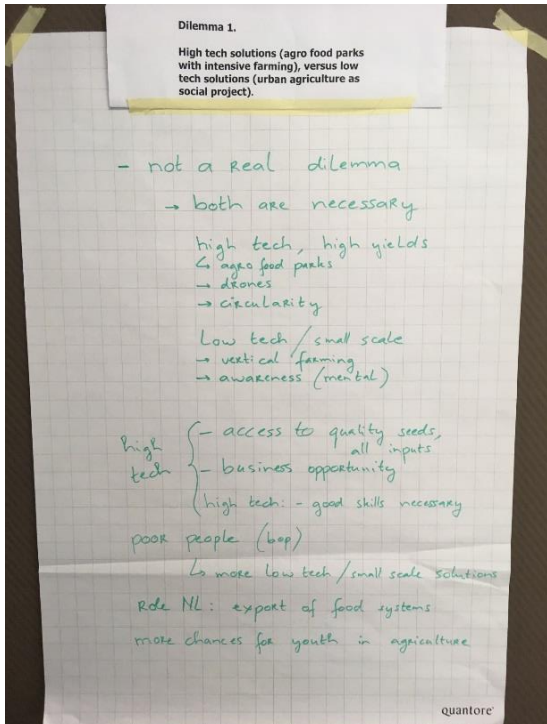 Dilemma 1.
High tech solutions (agro food parks
with intensive farming), versus low
tech solutions (urban agriculture as
social project).
- not a real dilemma
→ both are necessary
high tech, high yields
↳ agro food parks
→ drones
→ circularity
Low tech / small scale
→ vertical farming
→ awareness (mental)
high tech { - access to quality seeds,
all inputs
- business opportunity
high tech: - good skills necessary
poor people (bop)
↳ more low tech / small scale solutions
Role NL: export of food systems
more chances for youth in agriculture
quantore